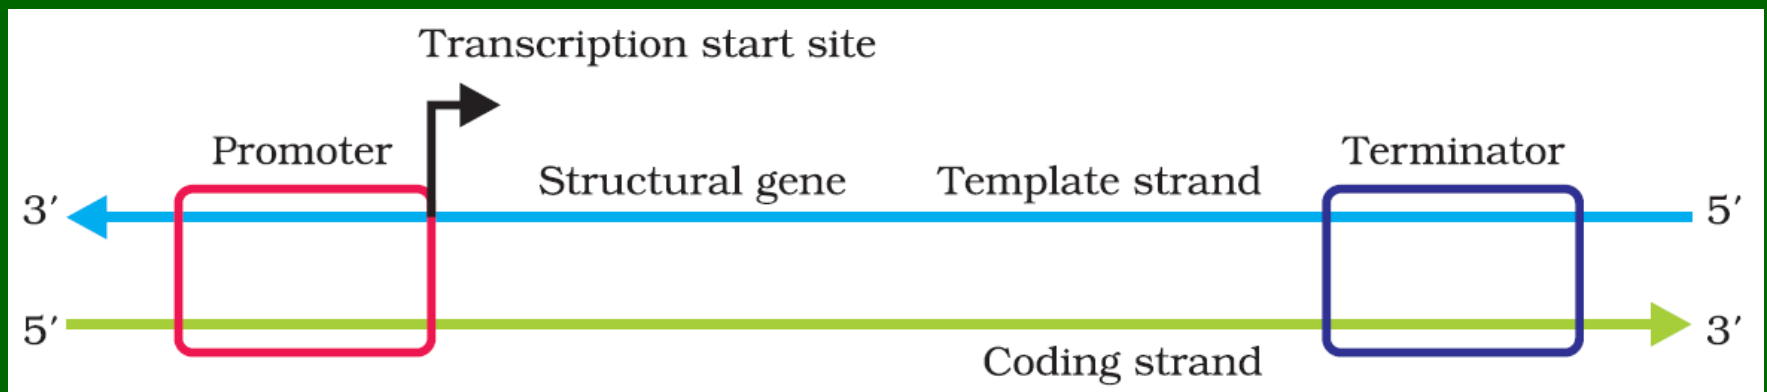 Transcription start site
Promoter
Terminator
Structural gene
Template strand
3′
5′
5′
3′
Coding strand